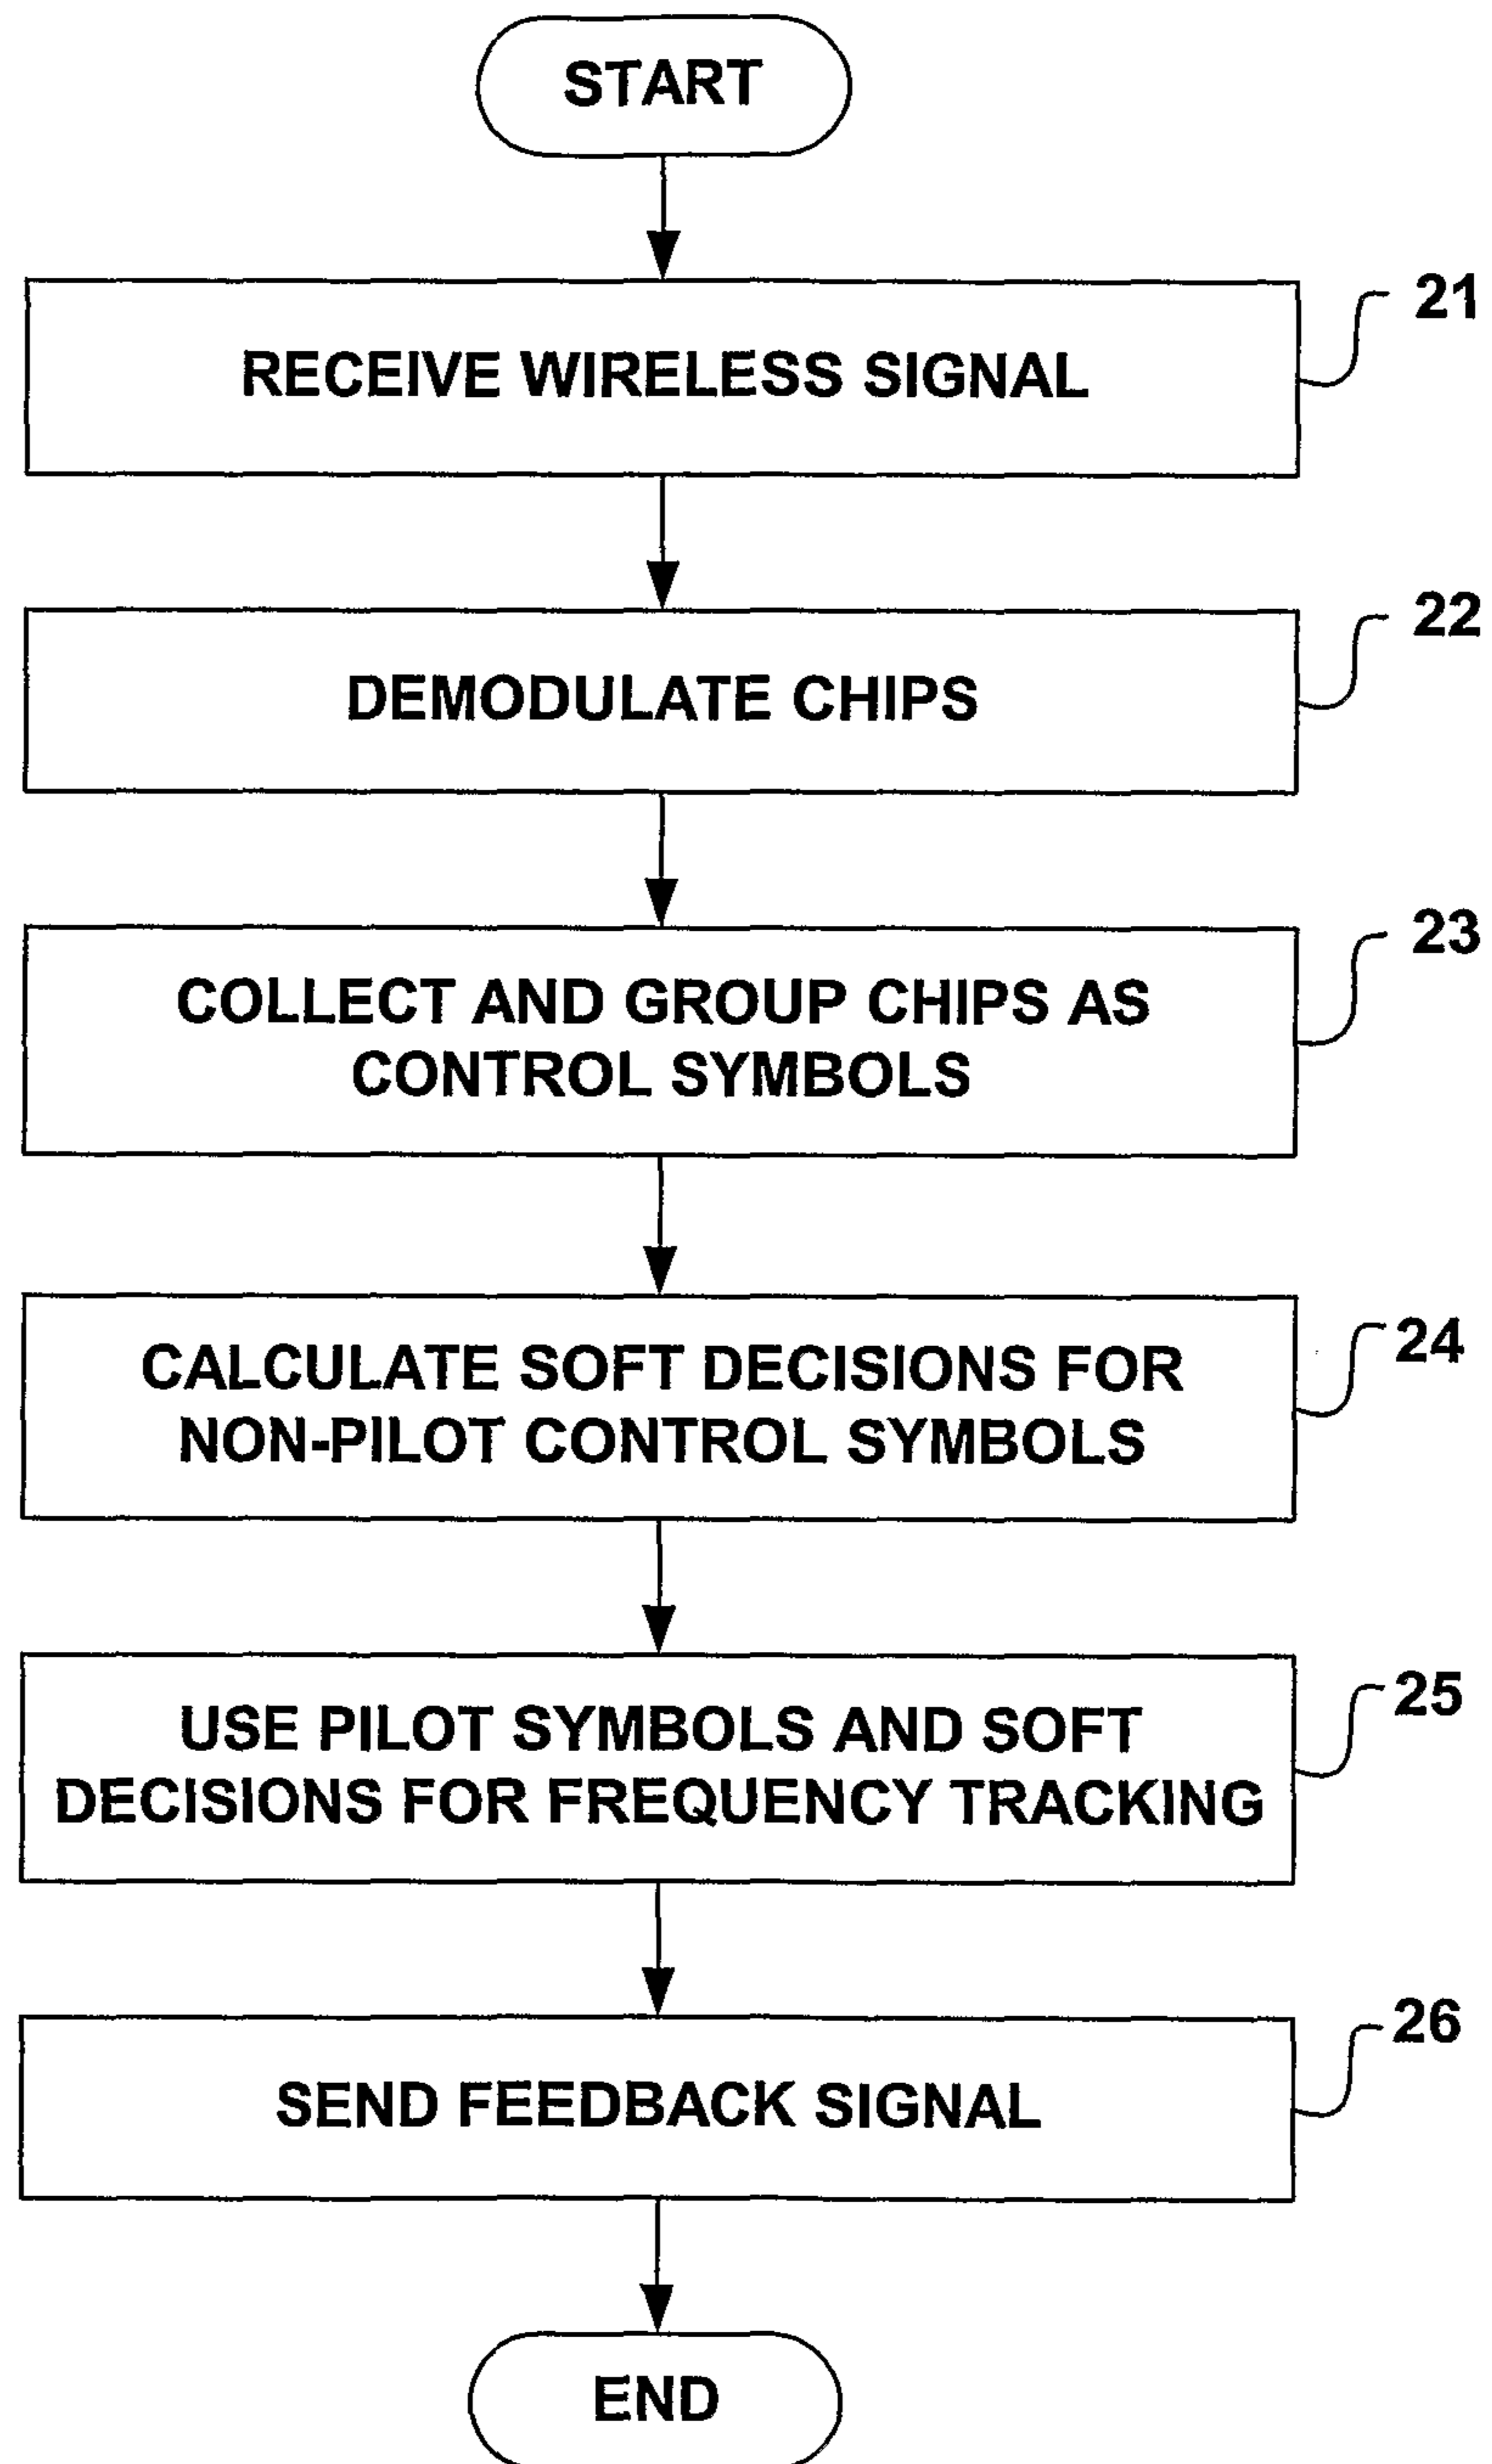 START
21
RECEIVE WIRELESS SIGNAL
22
DEMODULATE CHIPS
23
COLLECT AND GROUP CHIPS AS
CONTROL SYMBOLS
24
CALCULATE SOFT DECISIONS FOR
NON-PILOT CONTROL SYMBOLS
25
USE PILOT SYMBOLS AND SOFT
DECISIONS FOR FREQUENCY TRACKING
26
SEND FEEDBACK SIGNAL
END